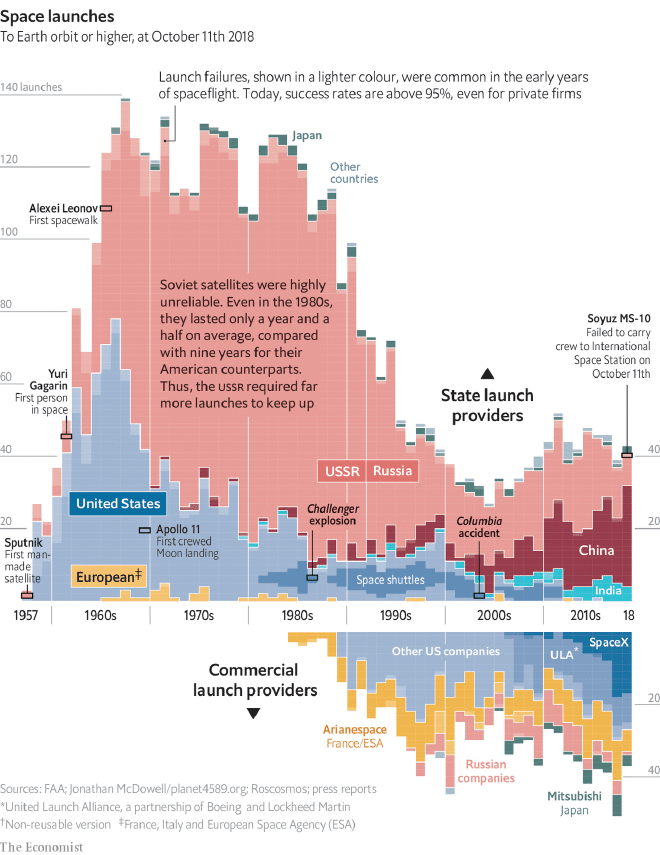 Space launches
To Earth orbit or higher, at October 11th 2018
Launch failures, shown in a lighter colour, were common in the early years
of spaceflight. Today, success rates are above 95%, even for private firms
140 launches
120
100
80
60
40
20
Japan
Other
countries
Alexei Leonov
First spacewalk
Soviet satellites were highly
unreliable. Even in the 1980s,
they lasted only a year and a
half on average, compared
with nine years for their
American counterparts.
Thus, the USSR required far
more launches to keep up
Soyuz MS-10
Failed to carry
crew to International
Space Station on
October 11th
Yuri
Gagarin
First person
in space
State launch
providers
40
20
USSR
Russia
United States
Challenger
explosion
Columbia
accident
Apollo 11
First crewed
Moon landing
Sputnik
First man-
made
satellite
European‡
Space shuttles
China
India
1957
1960s
1970s
1980s
1990s
2000s
2010s
18
Commercial
launch providers
Other US companies
ULA*
SpaceX
20
40
Arianespace
France/ESA
Russian
companies
Mitsubishi
Japan
Sources: FAA; Jonathan McDowell/planet4589.org; Roscosmos; press reports
*United Launch Alliance, a partnership of Boeing and Lockheed Martin
†Non-reusable version ‡France, Italy and European Space Agency (ESA)
The Economist